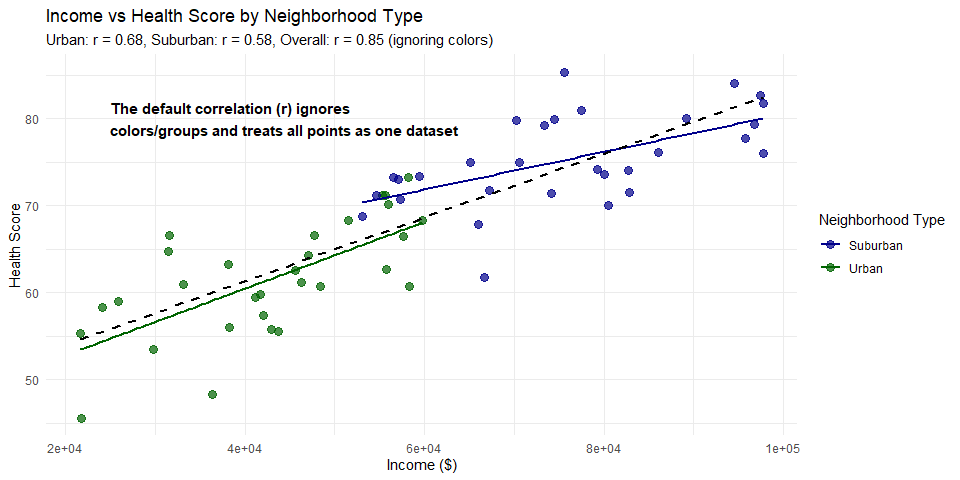 Income vs Health Score by Neighborhood Type
Urban: r = 0.68, Suburban: r = 0.58, Overall: r = 0.85 (ignoring colors)
The default correlation (r) ignores
colors/groups and treats all points as one dataset
Health Score
80
70
60
50
2e+04
4e+04
6e+04
8e+04
1e+05
Income ($)
Neighborhood Type
Suburban
Urban